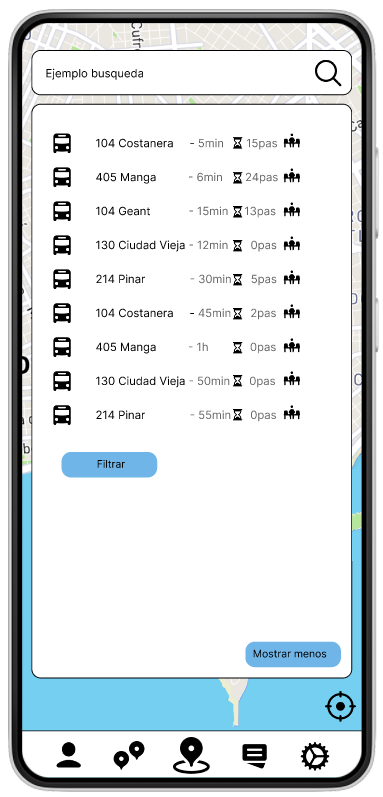 Ejemplo busqueda
104 Costanera - 5min 15pas
405 Manga - 6min 24pas
104 Geant - 15min 13pas
130 Ciudad Vieja - 12min 0pas
214 Pinar - 30min 5pas
104 Costanera - 45min 2pas
405 Manga - 1h 0pas
130 Ciudad Vieja - 50min 0pas
214 Pinar - 55min 0pas
Filtrar
Mostrar menos